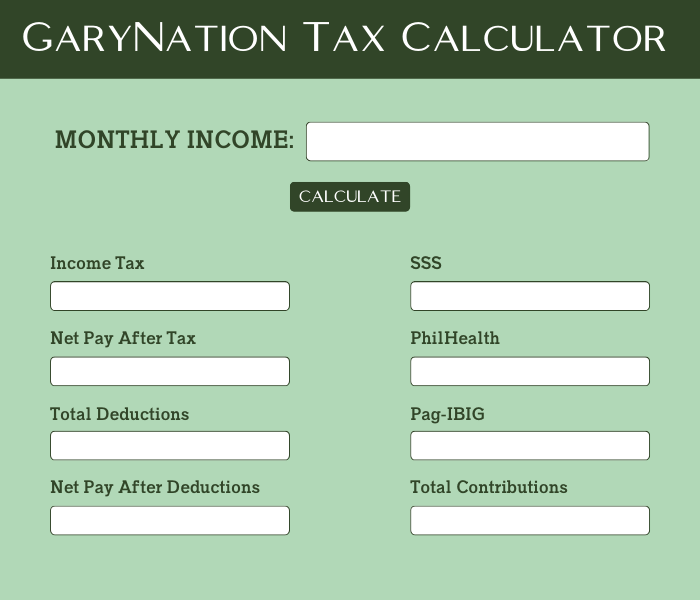 GaryNation Tax Calculator
MONTHLY INCOME:
CALCULATE
Income Tax
SSS
Net Pay After Tax
PhilHealth
Total Deductions
Pag-IBIG
Net Pay After Deductions
Total Contributions